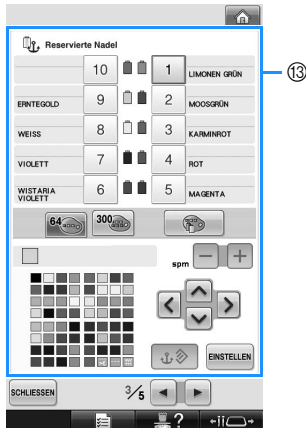 Reservierte Nadel
10 1 LIMONEN GRÜN
ERNTEGOLD 9 2 MOOSGRÜN
WEISS 8 3 KARMINROT
VIOLETT 7 4 ROT
WISTARIA VIOLETT 6 5 MAGENTA
64 300
spm − +
EINSTELLEN
SCHLIESSEN 3/5
?
⑬